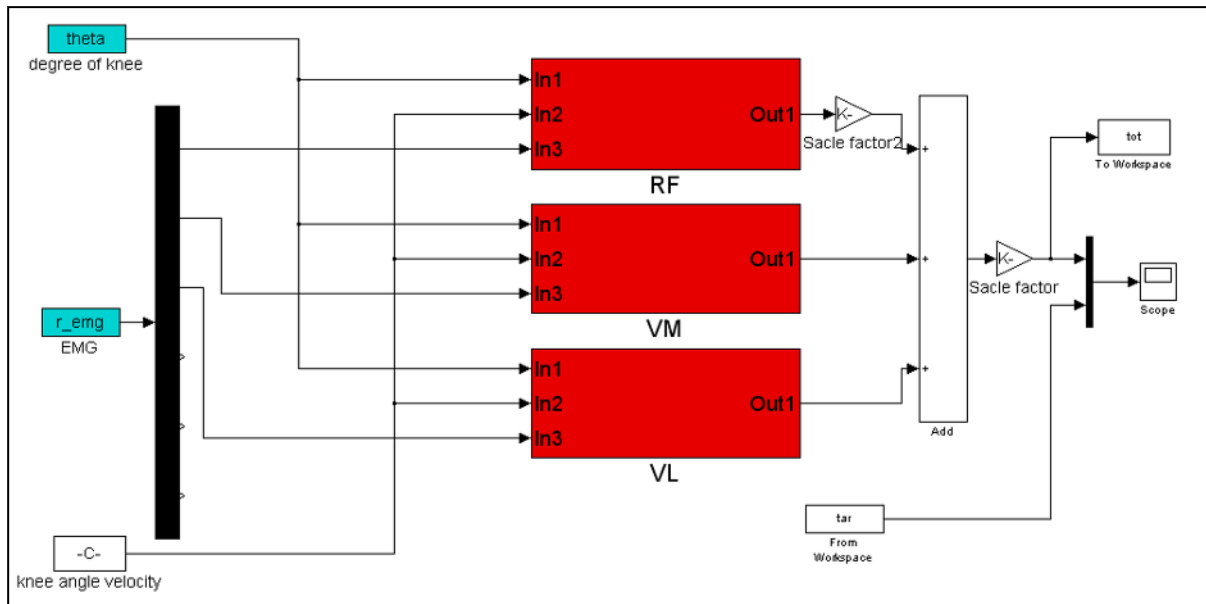 theta
degree of knee
r_emg
EMG
-C-
knee angle velocity
In1
In2
In3
Out1
RF
In1
In2
In3
Out1
VM
In1
In2
In3
Out1
VL
K-
Sacle factor2
+
+
+
Add
K-
Sacle factor
tot
To Workspace
Scope
tar
From
Workspace